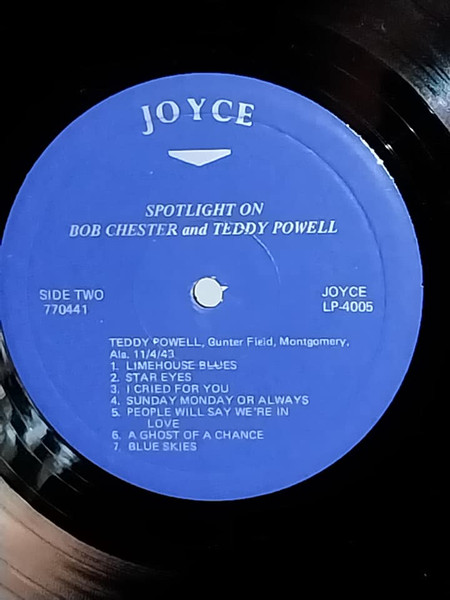 JOYCE
SPOTLIGHT ON
BOB CHESTER and TEDDY POWELL
SIDE TWO
770441
JOYCE
LP-4005
TEDDY POWELL, Gunter Field, Montgomery,
Ala. 11/4/43
1. LIMEHOUSE BLUES
2. STAR EYES
3. I CRIED FOR YOU
4. SUNDAY MONDAY OR ALWAYS
5. PEOPLE WILL SAY WE'RE IN
LOVE
6. A GHOST OF A CHANCE
7. BLUE SKIES